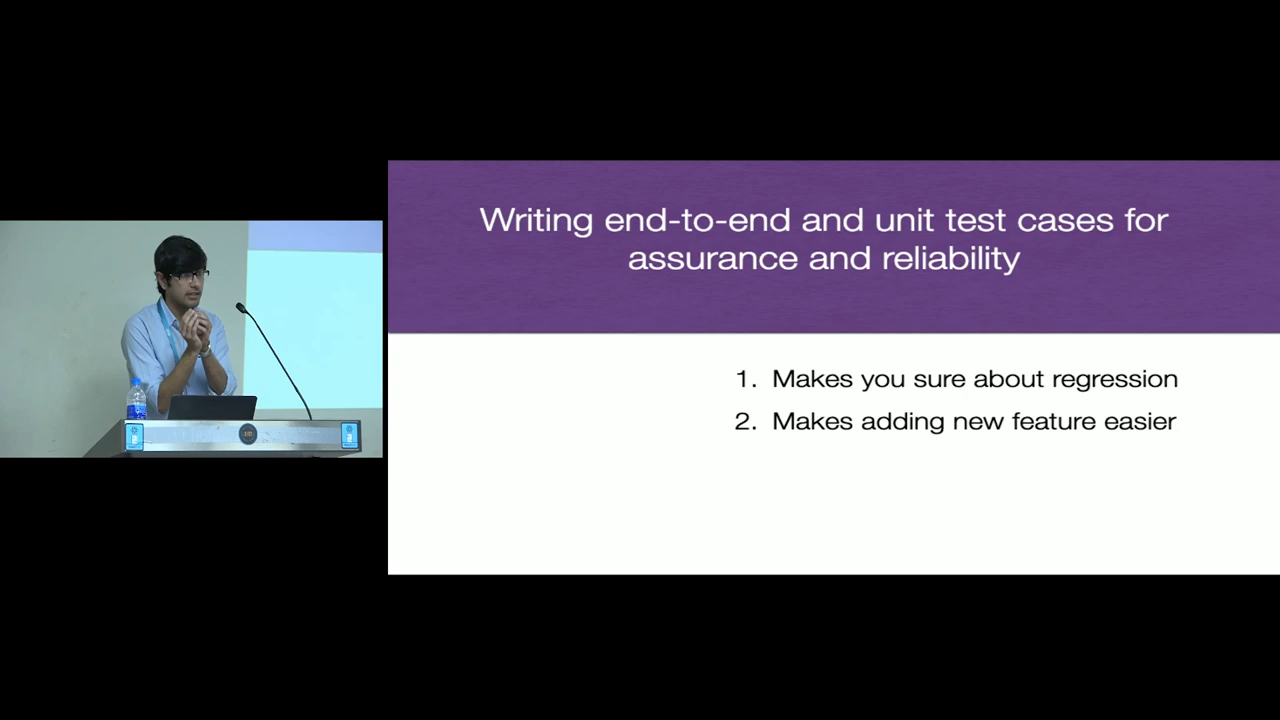 Writing end-to-end and unit test cases for
assurance and reliability
1. Makes you sure about regression
2. Makes adding new feature easier